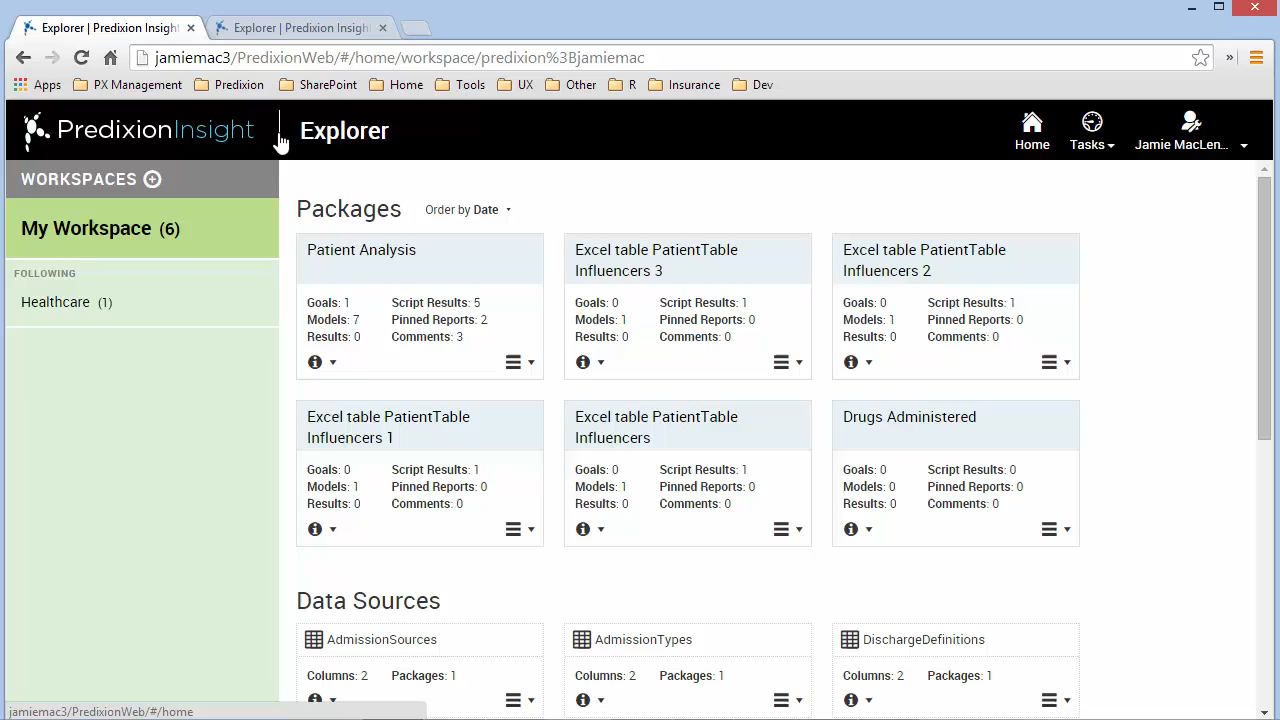 Explorer | Predixion Insight
Explorer | Predixion Insight
jamiemac3/PredixionWeb/#/home/workspace/predixion%3Bjamiemac
Apps PX Management Predixion SharePoint Home Tools UX Other R Insurance Dev
PredixionInsight Explorer
Home Tasks Jamie MacLen...
WORKSPACES
My Workspace (6)
FOLLOWING
Healthcare (1)
Packages Order by Date
Patient Analysis
Goals: 1 Script Results: 5
Models: 7 Pinned Reports: 2
Results: 0 Comments: 3
Excel table PatientTable
Influencers 3
Goals: 0 Script Results: 1
Models: 1 Pinned Reports: 0
Results: 0 Comments: 0
Excel table PatientTable
Influencers 2
Goals: 0 Script Results: 1
Models: 1 Pinned Reports: 0
Results: 0 Comments: 0
Excel table PatientTable
Influencers 1
Goals: 0 Script Results: 1
Models: 1 Pinned Reports: 0
Results: 0 Comments: 0
Excel table PatientTable
Influencers
Goals: 0 Script Results: 1
Models: 1 Pinned Reports: 0
Results: 0 Comments: 0
Drugs Administered
Goals: 0 Script Results: 0
Models: 0 Pinned Reports: 0
Results: 0 Comments: 0
Data Sources
AdmissionSources
Columns: 2 Packages: 1
AdmissionTypes
Columns: 2 Packages: 1
DischargeDefinitions
Columns: 2 Packages: 1
jamiemac3/PredixionWeb/#/home